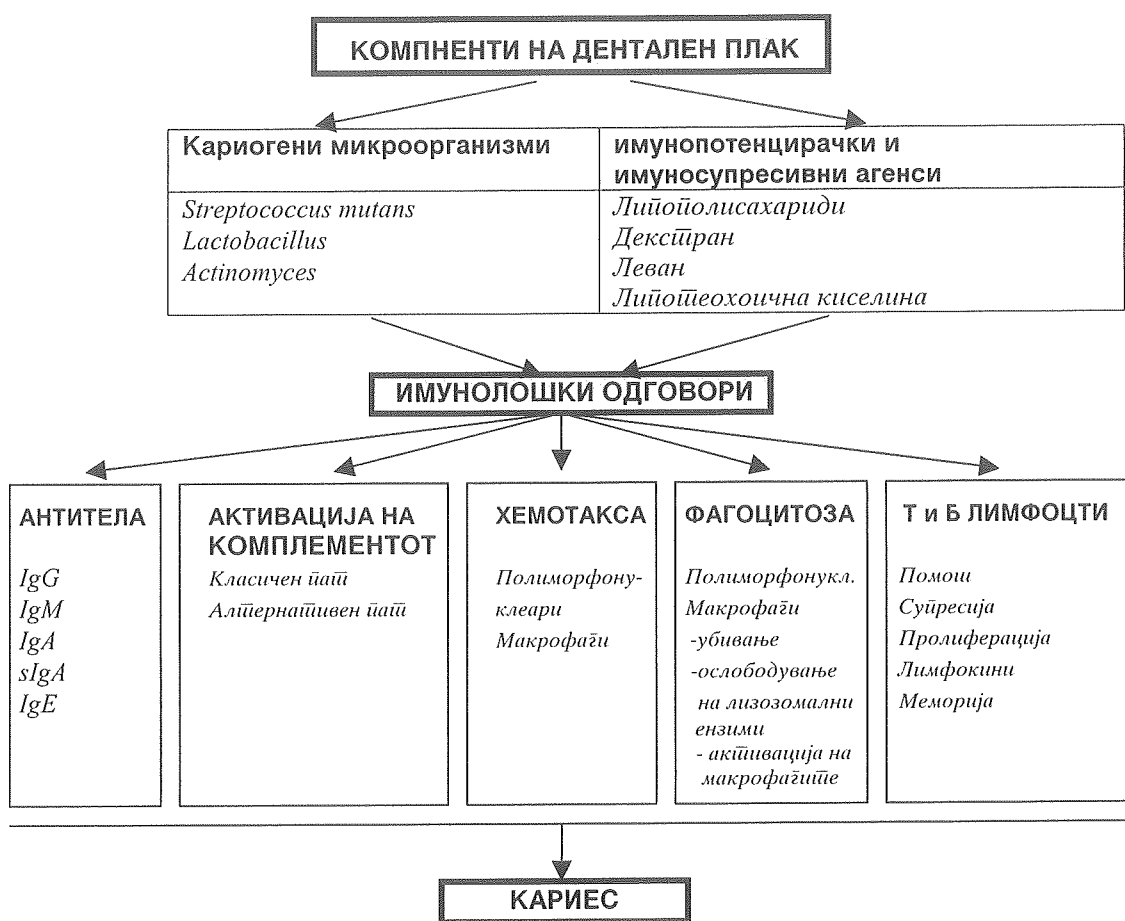 КОМПНЕНТИ НА ДЕНТАЛЕН ПЛАК
Кариогени микроорганизми
Streptococcus mutans
Lactobacillus
Actinomyces
имунопотенцирачки и
имуносупресивни агенси
Липополисахариди
Декстран
Леван
Липотеохоична киселина
ИМУНОЛОШКИ ОДГОВОРИ
АНТИТЕЛА
IgG
IgM
IgA
sIgA
IgE
АКТИВАЦИЈА НА
КОМПЛЕМЕНТОТ
Класичен пат
Алтернативен пат
ХЕМОТАКСА
Полиморфону-
клеари
Макрофаги
ФАГОЦИТОЗА
Полиморфонукл.
Макрофаги
-убивање
-ослободување
на лизозомални
ензими
- активација на
макрофагите
Т и Б ЛИМФОЦТИ
Помош
Супресија
Пролиферација
Лимфокини
Меморија
КАРИЕС